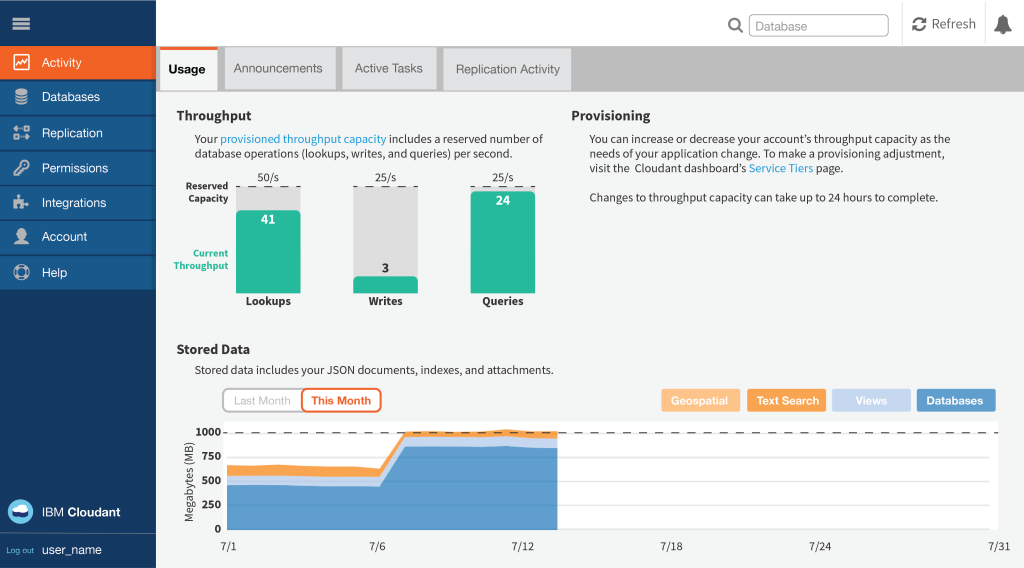 Database
Refresh
Activity
Databases
Replication
Permissions
Integrations
Account
Help
IBM Cloudant
Log out user_name
Usage
Announcements
Active Tasks
Replication Activity
Throughput
Your provisioned throughput capacity includes a reserved number of
database operations (lookups, writes, and queries) per second.
50/s 25/s 25/s
Reserved
Capacity
41 3 24
Current
Throughput
Lookups Writes Queries
Provisioning
You can increase or decrease your account’s throughput capacity as the
needs of your application change. To make a provisioning adjustment,
visit the Cloudant dashboard’s Service Tiers page.
Changes to throughput capacity can take up to 24 hours to complete.
Stored Data
Stored data includes your JSON documents, indexes, and attachments.
Last Month This Month
Geospatial Text Search Views Databases
Megabytes (MB)
1000
750
500
250
0
7/1 7/6 7/12 7/18 7/24 7/31